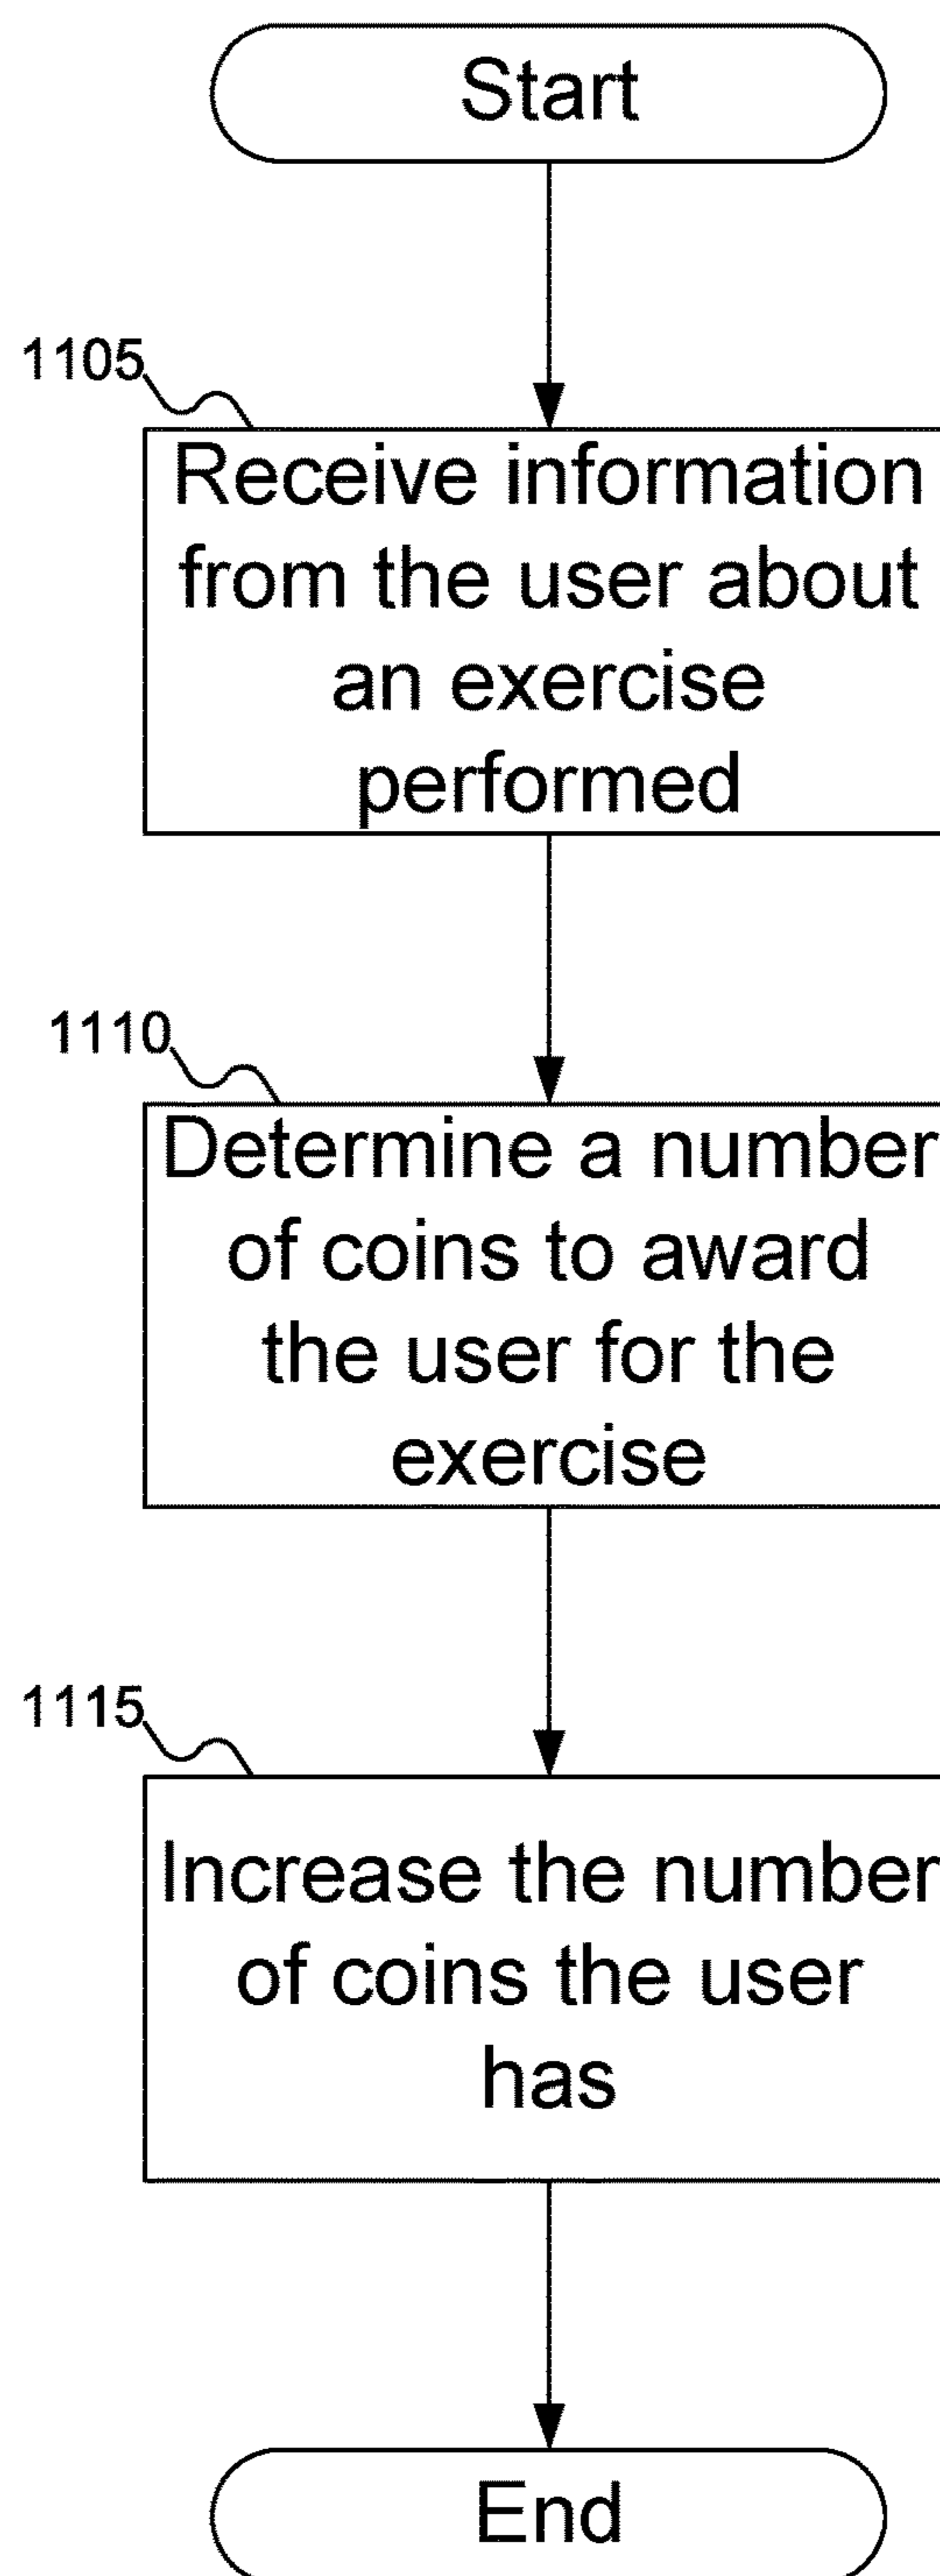 Start
1105
Receive information
from the user about
an exercise
performed
1110
Determine a number
of coins to award
the user for the
exercise
1115
Increase the number
of coins the user
has
End